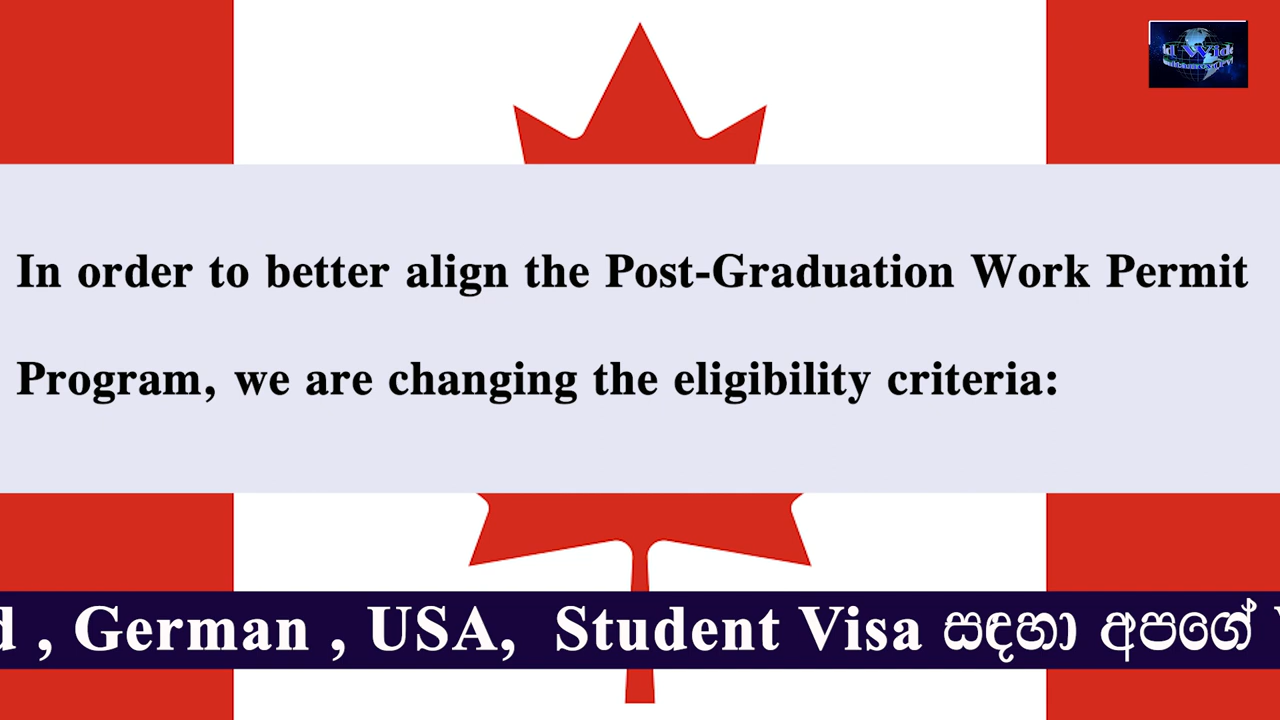 In order to better align the Post-Graduation Work Permit
Program, we are changing the eligibility criteria:
, German , USA, Student Visa සඳහා අපගේ